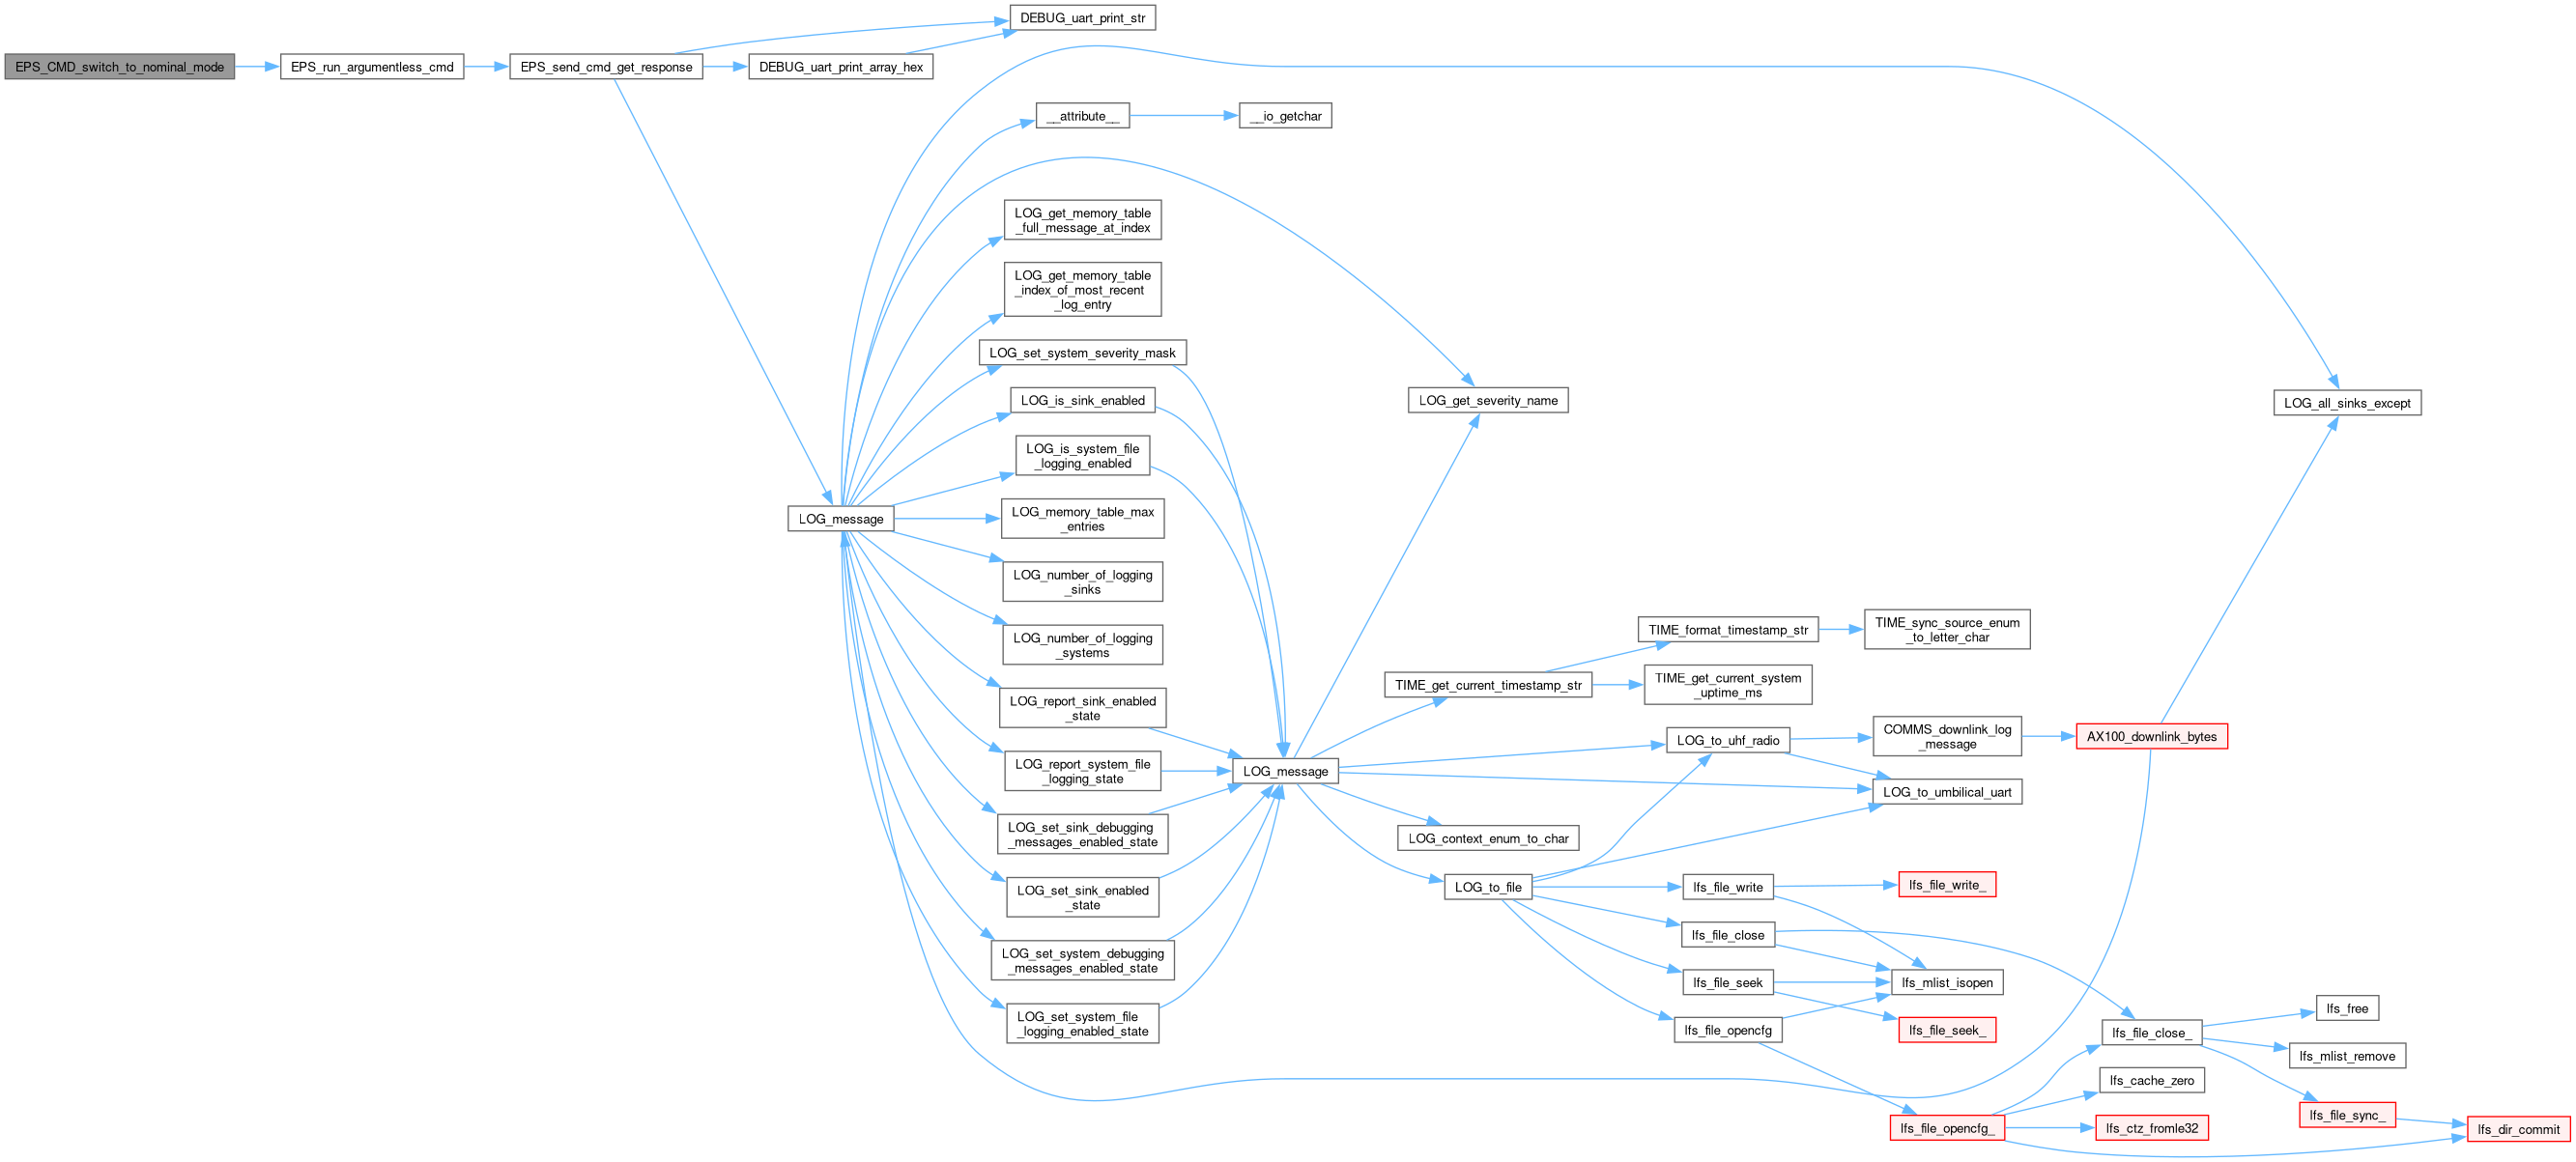 DEBUG_uart_print_str
EPS_CMD_switch_to_nominal_mode
EPS_run_argumentless_cmd
EPS_send_cmd_get_response
DEBUG_uart_print_array_hex
__attribute__
__io_getchar
LOG_get_memory_table
_full_message_at_index
LOG_get_memory_table
_index_of_most_recent
_log_entry
LOG_set_system_severity_mask
LOG_is_sink_enabled
LOG_get_severity_name
LOG_all_sinks_except
LOG_is_system_file
_logging_enabled
LOG_message
LOG_memory_table_max
_entries
LOG_number_of_logging
_sinks
LOG_number_of_logging
_systems
TIME_format_timestamp_str
TIME_sync_source_enum
_to_letter_char
TIME_get_current_timestamp_str
TIME_get_current_system
_uptime_ms
LOG_report_sink_enabled
_state
LOG_to_uhf_radio
COMMS_downlink_log
_message
AX100_downlink_bytes
LOG_report_system_file
_logging_state
LOG_message
LOG_to_umbilical_uart
LOG_set_sink_debugging
_messages_enabled_state
LOG_context_enum_to_char
LOG_set_sink_enabled
_state
LOG_to_file
lfs_file_write
lfs_file_write_
lfs_file_close
LOG_set_system_debugging
_messages_enabled_state
lfs_file_seek
lfs_mlist_isopen
LOG_set_system_file
_logging_enabled_state
lfs_file_opencfg
lfs_file_seek_
lfs_file_close_
lfs_free
lfs_mlist_remove
lfs_cache_zero
lfs_file_sync_
lfs_file_opencfg_
lfs_ctz_fromle32
lfs_dir_commit